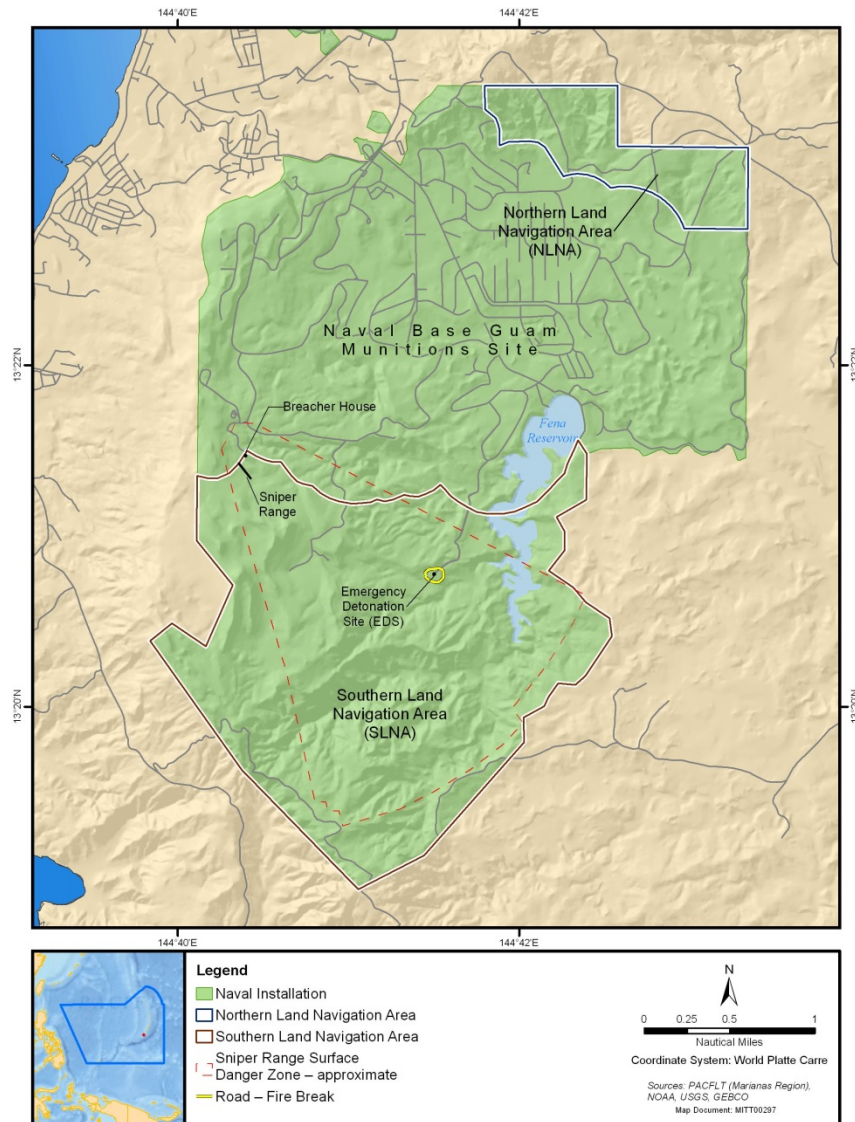 144°40'E
144°42'E
Northern Land
Navigation Area
(NLNA)
Naval Base Guam
Munitions Site
13°22'N
13°22'N
Breacher House
Fena
Reservoir
Sniper
Range
Emergency
Detonation
Site (EDS)
Southern Land
Navigation Area
(SLNA)
13°20'N
13°20'N
144°40'E
144°42'E
Legend
Naval Installation
Northern Land Navigation Area
Southern Land Navigation Area
Sniper Range Surface
Danger Zone – approximate
Road – Fire Break
N
0 0.25 0.5 1
Nautical Miles
Coordinate System: World Platte Carre
Sources: PACFLT (Marianas Region),
NOAA, USGS, GEBCO
Map Document: MITT00297